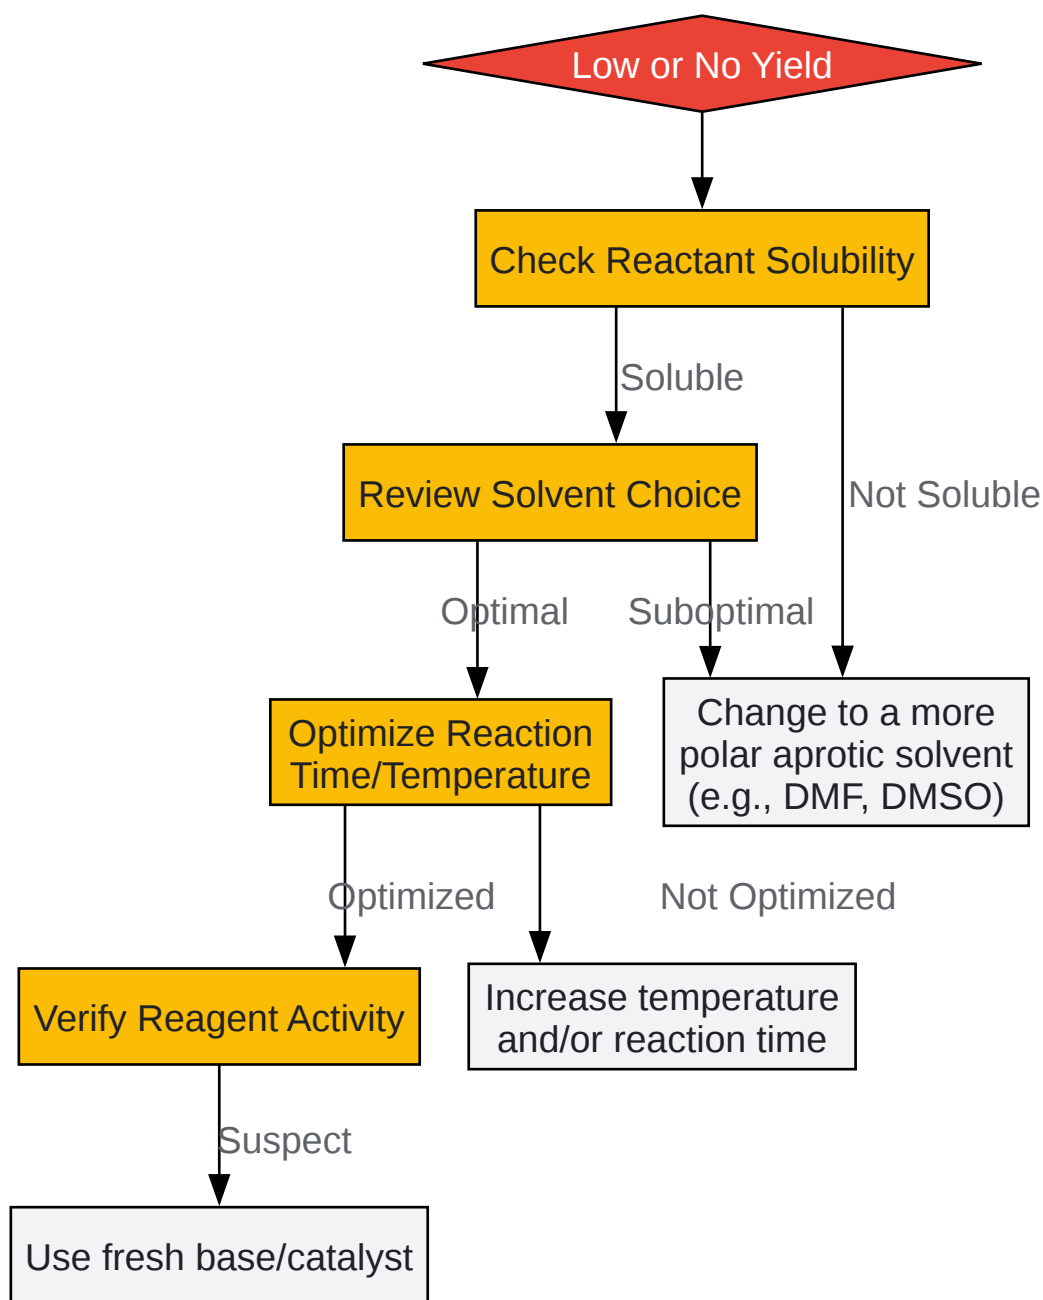 Low or No Yield
Check Reactant Solubility
Soluble
Review Solvent Choice
Not Soluble
Optimal
Suboptimal
Change to a more
polar aprotic solvent
(e.g., DMF, DMSO)
Optimize Reaction
Time/Temperature
Optimized
Not Optimized
Verify Reagent Activity
Increase temperature
and/or reaction time
Suspect
Use fresh base/catalyst